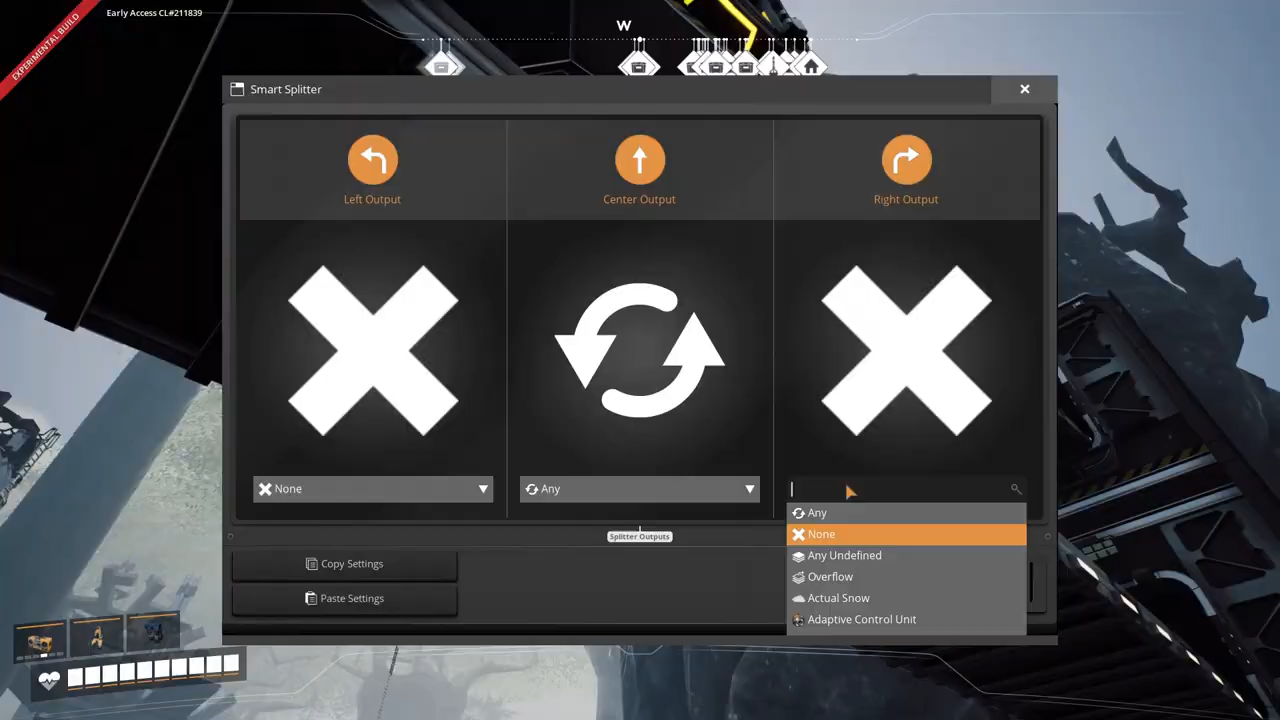 Early Access CL#211839
EXPERIMENTAL BUILD
W
Smart Splitter
Left Output
Center Output
Right Output
None
Any
Any
None
Any Undefined
Overflow
Actual Snow
Adaptive Control Unit
Splitter Outputs
Copy Settings
Paste Settings